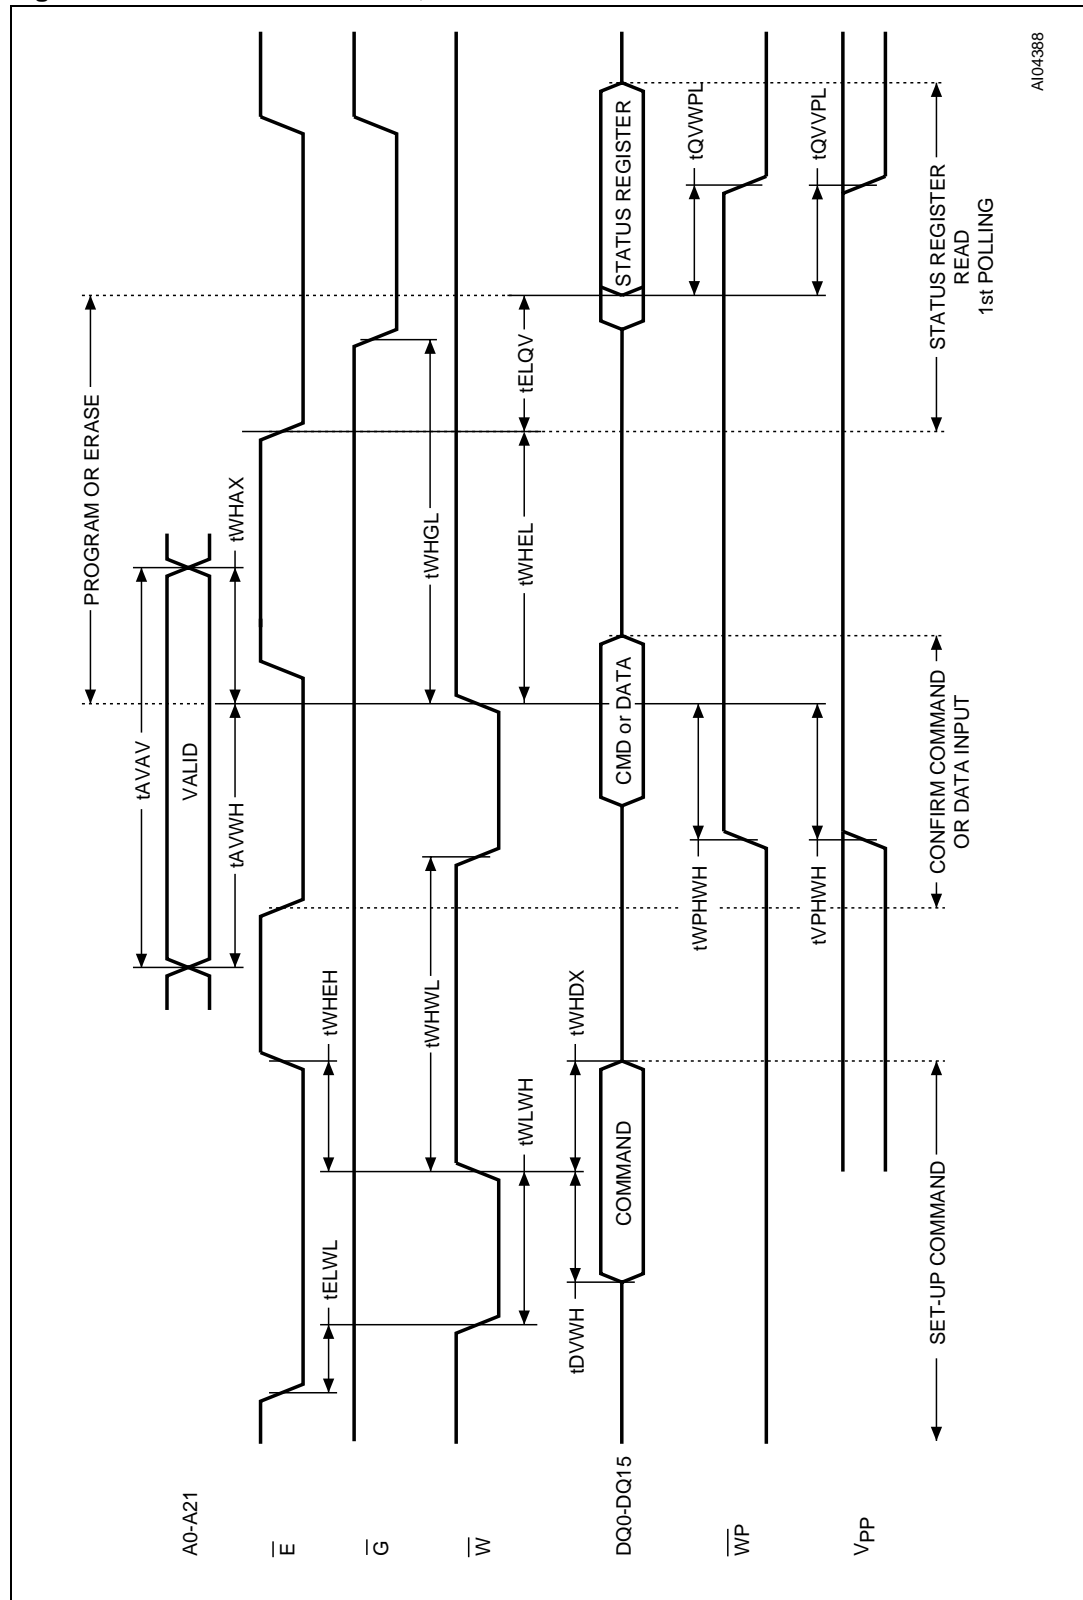 A0-A21
VALID
tAVAV
tAVWH
tWHAX
PROGRAM OR ERASE
E
tELWL
tWHEH
G
tWHGL
W
tWHWL
tWLWH
tWHEL
tELQV
tDVWH
tWHDX
DQ0-DQ15
COMMAND
CMD or DATA
STATUS REGISTER
WP
tWPHWH
tQVWPL
VPP
tVPHWH
tQVVPL
SET-UP COMMAND
CONFIRM COMMAND
OR DATA INPUT
STATUS REGISTER
READ
1st POLLING
AI04388